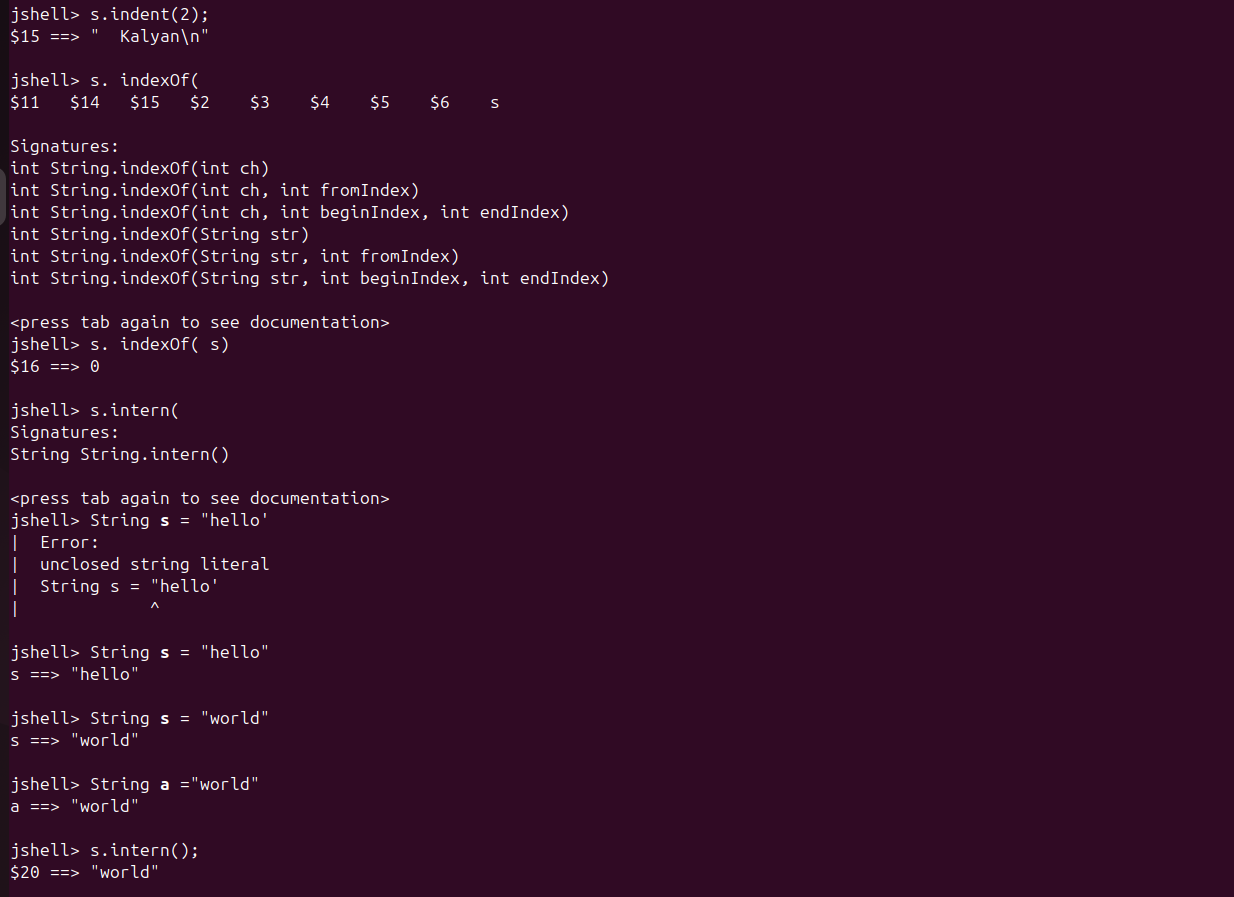 jshell> s.indent(2);
$15 ==> "  Kalyan\n"
jshell> s. indexOf(
$11   $14   $15   $2    $3    $4    $5    $6    s
Signatures:
int String.indexOf(int ch)
int String.indexOf(int ch, int fromIndex)
int String.indexOf(int ch, int beginIndex, int endIndex)
int String.indexOf(String str)
int String.indexOf(String str, int fromIndex)
int String.indexOf(String str, int beginIndex, int endIndex)
<press tab again to see documentation>
jshell> s. indexOf( s)
$16 ==> 0
jshell> s.intern(
Signatures:
String String.intern()
<press tab again to see documentation>
jshell> String s = "hello'
|  Error:
|  unclosed string literal
|  String s = "hello'
|             ^
jshell> String s = "hello"
s ==> "hello"
jshell> String s = "world"
s ==> "world"
jshell> String a ="world"
a ==> "world"
jshell> s.intern();
$20 ==> "world"